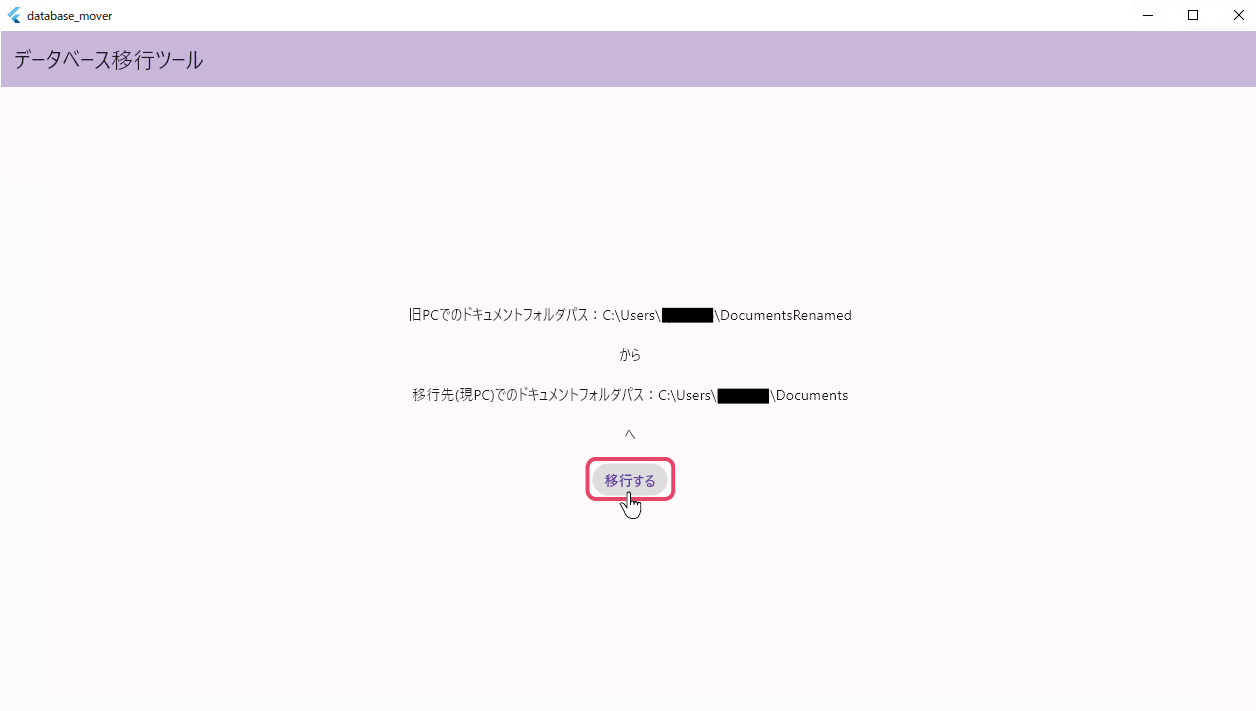 database_mover
データベース移行ツール
旧PCでのドキュメントフォルダパス：C:\Users\ \DocumentsRenamed
から
移行先(現PC)でのドキュメントフォルダパス：C:\Users\ \Documents
へ
移行する